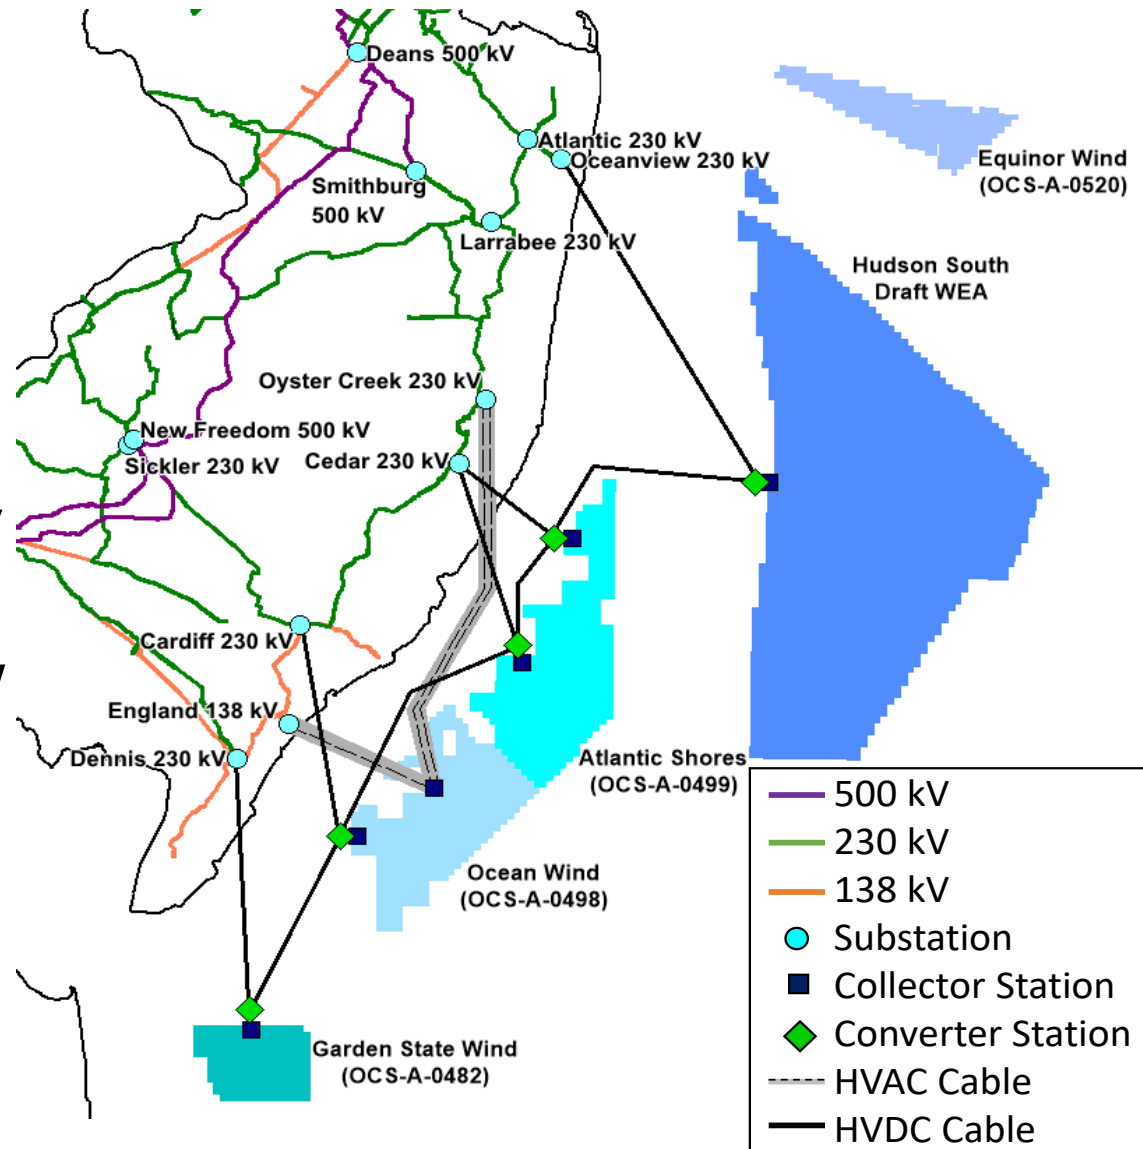 Deans 500 kV
Atlantic 230 kV
Oceanview 230 kV
Equinor Wind
(OCS-A-0520)
Smithburg
500 kV
Larrabee 230 kV
Hudson South
Draft WEA
Oyster Creek 230 kV
New Freedom 500 kV
Sickler 230 kV
Cedar 230 kV
Cardiff 230 kV
England 138 kV
Dennis 230 kV
Atlantic Shores
(OCS-A-0499)
Ocean Wind
(OCS-A-0498)
Garden State Wind
(OCS-A-0482)
500 kV
230 kV
138 kV
Substation
Collector Station
Converter Station
HVAC Cable
HVDC Cable